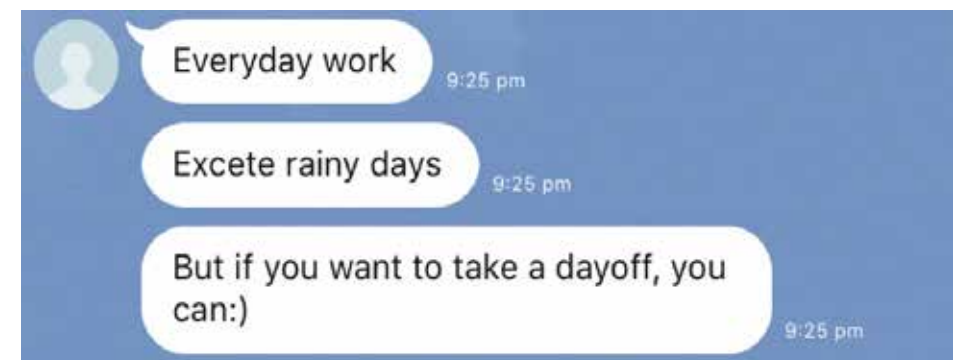 Everyday work
9:25 pm
Excete rainy days
9:25 pm
But if you want to take a dayoff, you
can:)
9:25 pm